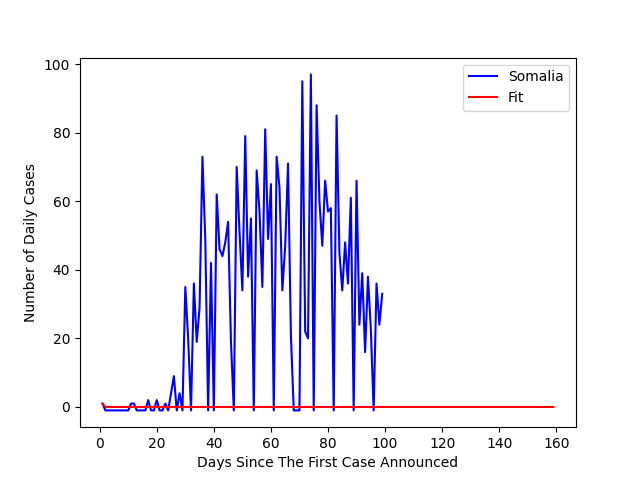 100
80
60
40
20
0
Number of Daily Cases
Somalia
Fit
0 20 40 60 80 100 120 140 160
Days Since The First Case Announced